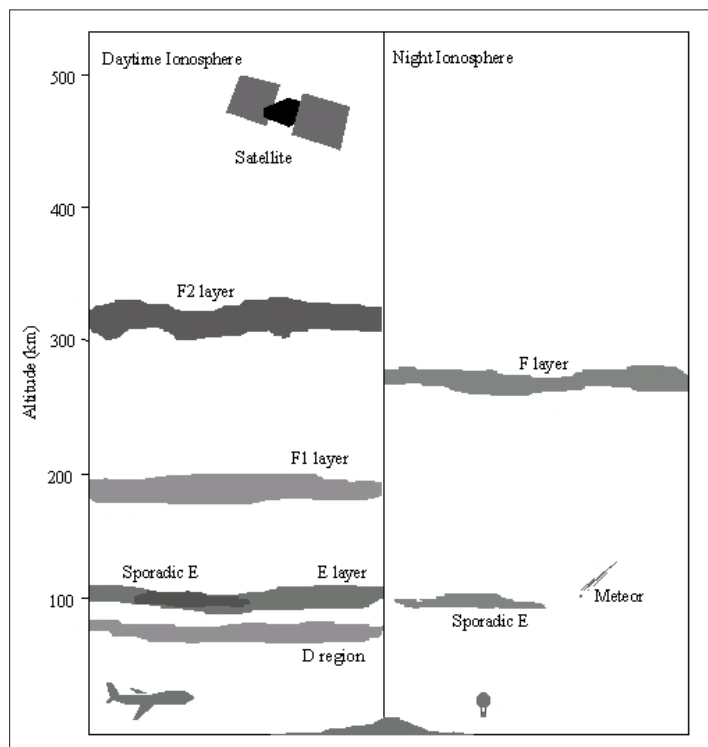 Daytime Ionosphere
Night Ionosphere
500
Satellite
400
F2 layer
300
F layer
Altitude (km)
F1 layer
200
Sporadic E
E layer
Meteor
100
Sporadic E
D region